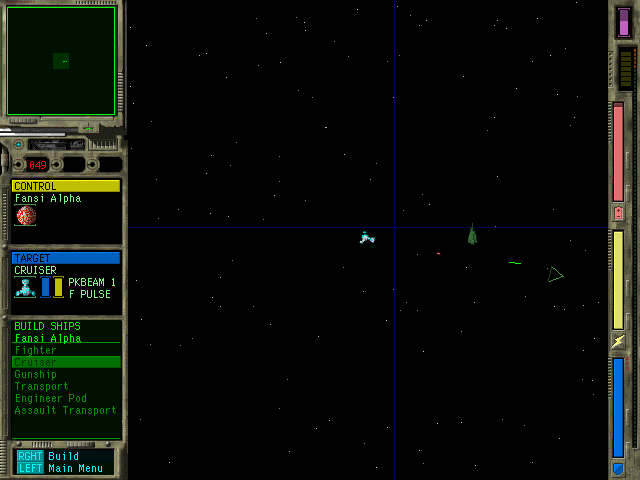 049
CONTROL
Fansi Alpha
TARGET
CRUISER
PKBEAM 1
F PULSE
BUILD SHIPS
Fansi Alpha
Fighter
Cruiser
Gunship
Transport
Engineer Pod
Assault Transport
RGHT Build
LEFT Main Menu